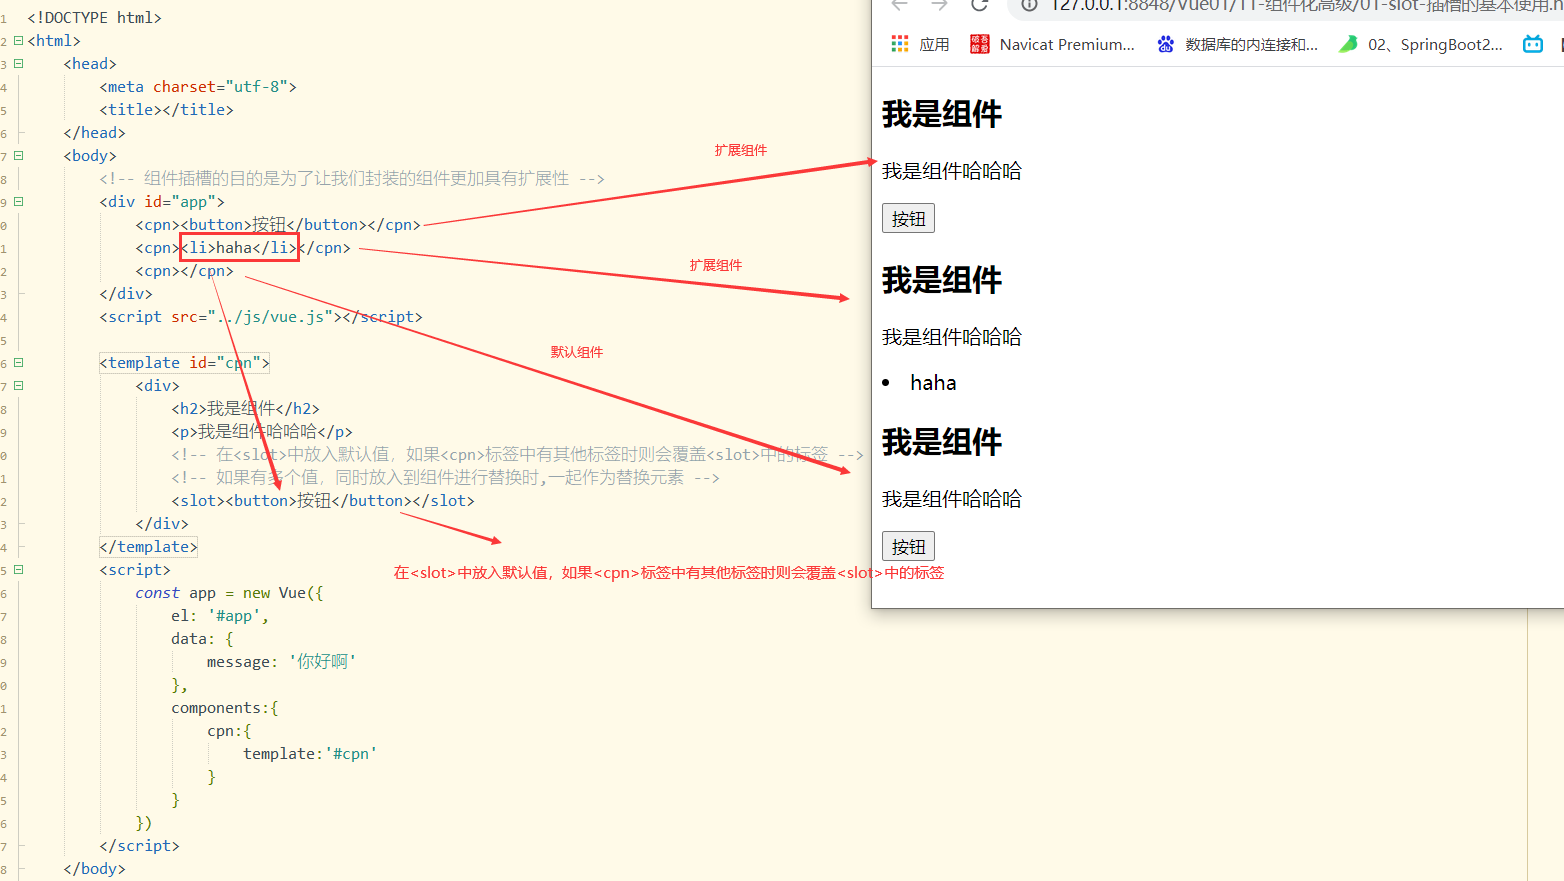 1 <!DOCTYPE html>
2 <html>
3 <head>
4 <meta charset="utf-8">
5 <title></title>
6 </head>
7 <body>
8 <!-- 组件插槽的目的是为了让我们封装的组件更加具有扩展性 -->
9 <div id="app">
0 <cpn><button>按钮</button></cpn>
1 <cpn><li>haha</li></cpn>
2 <cpn></cpn>
3 </div>
4 <script src="../js/vue.js"></script>
5
6 <template id="cpn">
7 <div>
8 <h2>我是组件</h2>
9 <p>我是组件哈哈哈</p>
0 <!-- 在<slot>中放入默认值，如果<cpn>标签中有其他标签时则会覆盖<slot>中的标签 -->
1 <!-- 如果有多个值，同时放入到组件进行替换时,一起作为替换元素 -->
2 <slot><button>按钮</button></slot>
3 </div>
4 </template>
5 <script>
6 const app = new Vue({
7 el: '#app',
8 data: {
9 message: '你好啊'
0 },
1 components:{
2 cpn:{
3 template:'#cpn'
4 }
5 }
6 })
7 </script>
8 </body>
扩展组件
扩展组件
默认组件
在<slot>中放入默认值，如果<cpn>标签中有其他标签时则会覆盖<slot>中的标签
127.0.0.1:8848/Vue01/11-组件化高级/01-slot-插槽的基本使用.h
应用 破解 吾爱 Navicat Premium... du 数据库的内连接和... 02、SpringBoot2...
我是组件
我是组件哈哈哈
按钮
我是组件
我是组件哈哈哈
• haha
我是组件
我是组件哈哈哈
按钮